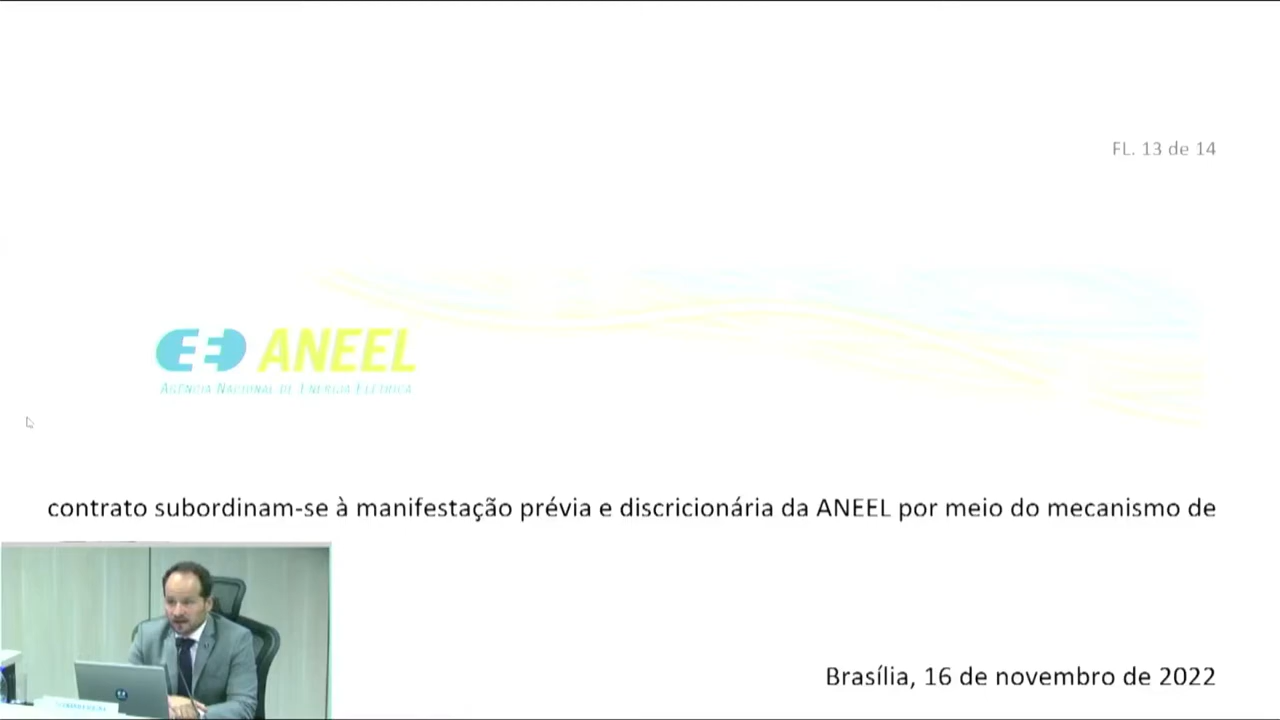 FL. 13 de 14
ANEEL
AGÊNCIA NACIONAL DE ENERGIA ELÉTRICA
contrato subordinam-se à manifestação prévia e discricionária da ANEEL por meio do mecanismo de
Brasília, 16 de novembro de 2022